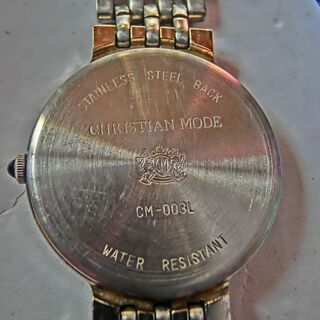 STAINLESS STEEL BACK
CHRISTIAN MODE
CM-003L
WATER RESISTANT